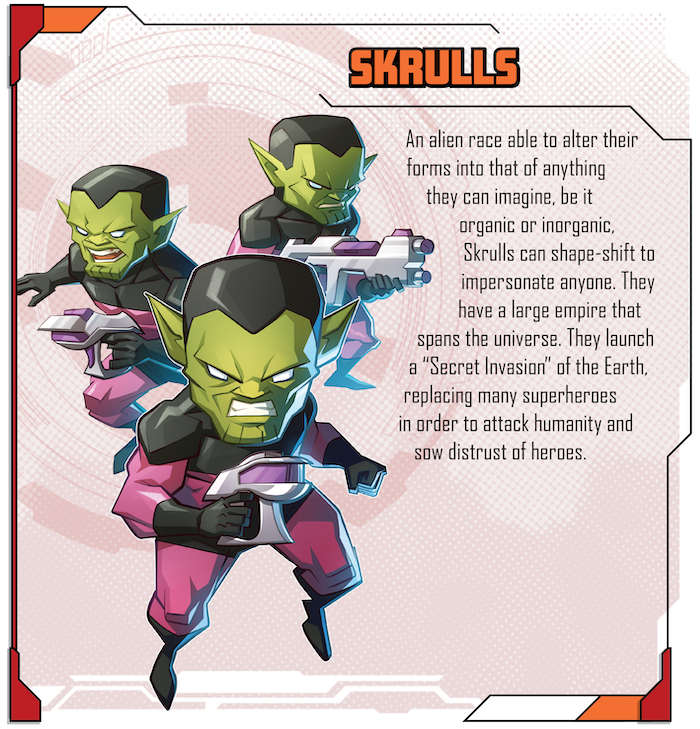 SKRULLS
An alien race able to alter their
forms into that of anything
they can imagine, be it
organic or inorganic,
Skrulls can shape-shift to
impersonate anyone. They
have a large empire that
spans the universe. They launch
a “Secret Invasion” of the Earth,
replacing many superheroes
in order to attack humanity and
sow distrust of heroes.